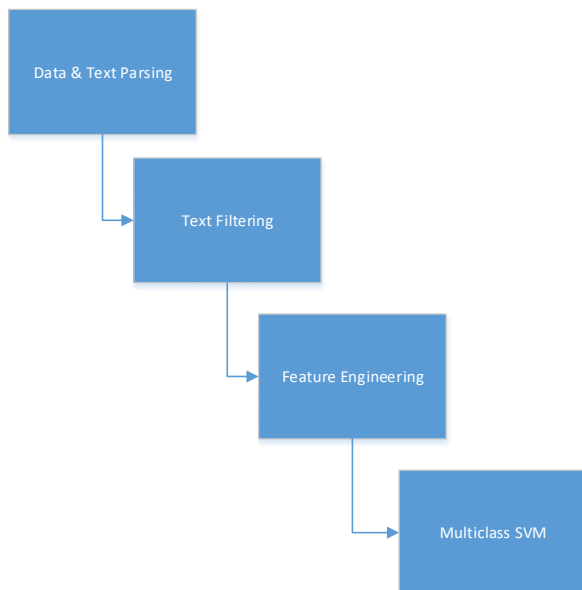 Data & Text Parsing
Text Filtering
Feature Engineering
Multiclass SVM